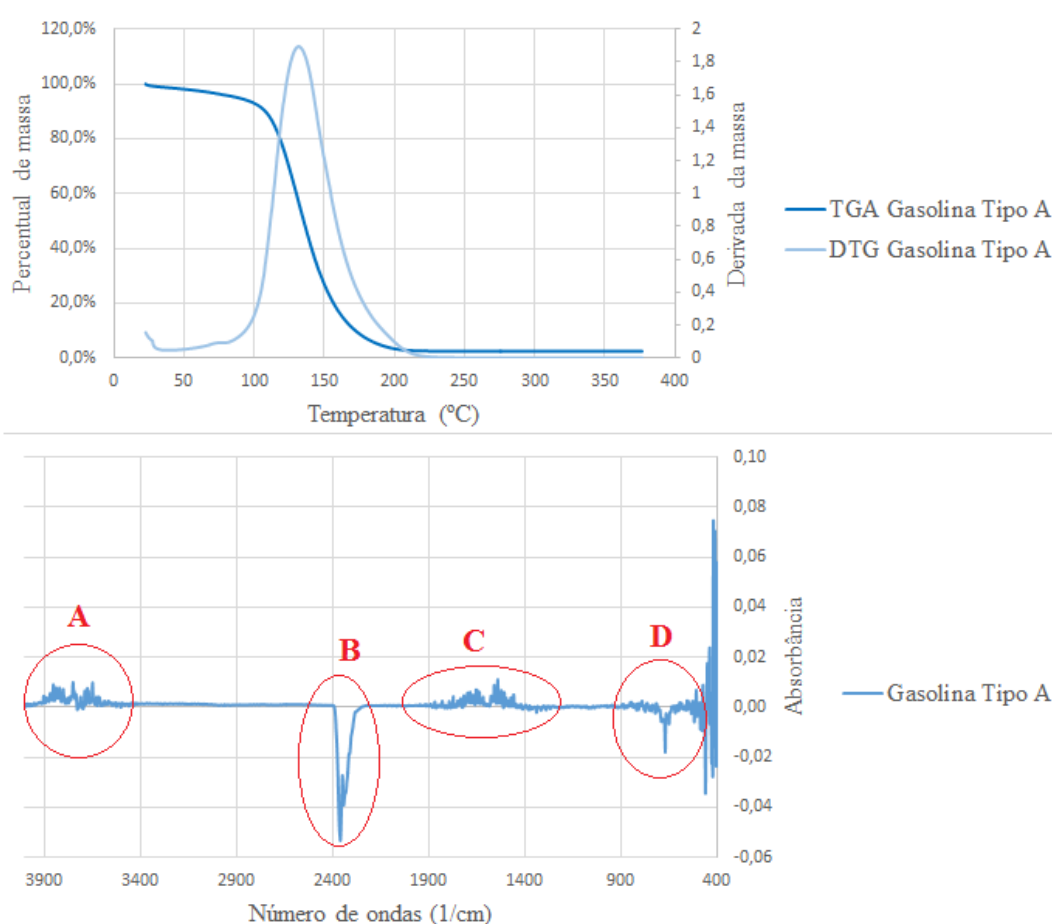 120,0%
100,0%
80,0%
60,0%
40,0%
20,0%
0,0%
Percentual de massa
2
1,8
1,6
1,4
1,2
1
0,8
0,6
0,4
0,2
0
Derivada da massa
0 50 100 150 200 250 300 350 400
Temperatura (ºC)
TGA Gasolina Tipo A
DTG Gasolina Tipo A
A
B
C
D
0,10
0,08
0,06
0,04
0,02
0,00
-0,02
-0,04
-0,06
Absorbância
Gasolina Tipo A
3900 3400 2900 2400 1900 1400 900 400
Número de ondas (1/cm)